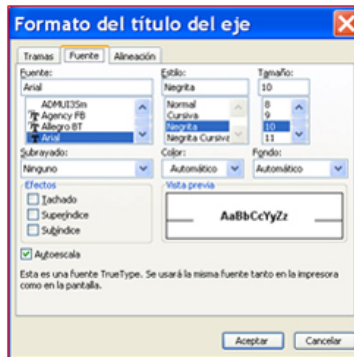 Formato del título del eje
Tramas Fuente Alineación
Fuente: Estilo: Tamaño:
Arial Negrita 10
ADMUI3Sm Normal 8
Agency FB Cursiva 9
Allegro BT Negrita 10
Arial Negrita Cursiva 11
Subrayado: Color: Fondo:
Ninguno Automático Automático
Efectos Vista previa
Tachado
Superíndice AaBbCcYyZz
Subíndice
Autoescala
Esta es una fuente TrueType. Se usará la misma fuente tanto en la impresora
como en la pantalla.
Aceptar Cancelar